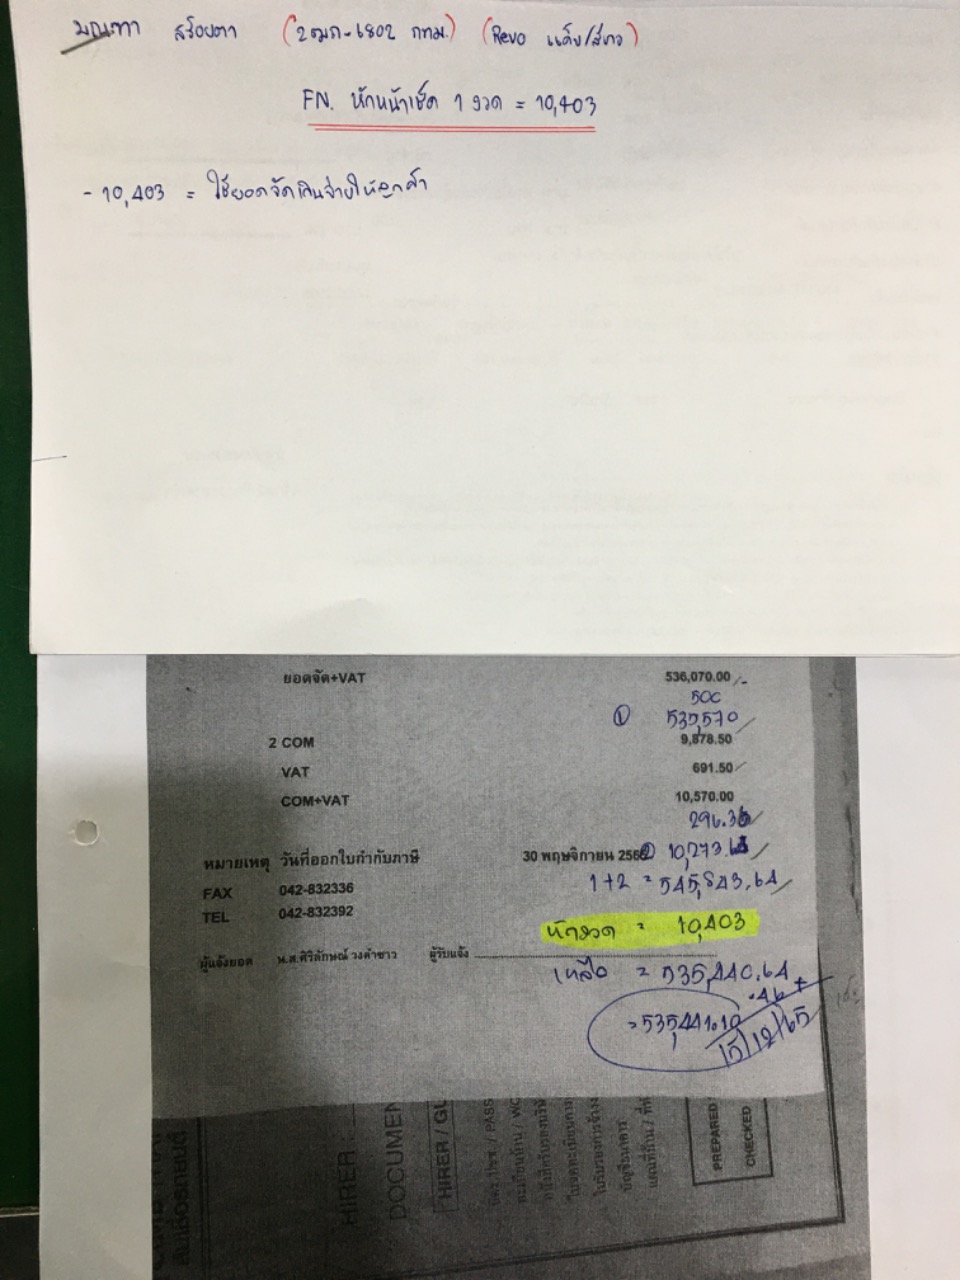 มณฑา สร้อยตา (2ฒก-6802 กทม.) (Revo แค็บ/สีขาว)
FN. หักหน้าเช็ค 1 งวด = 10,403
- 10,403 = ใช้ยอดจัดเกินจ่ายให้ลูกค้า
ยอดจัด+VAT 536,070.00
500
① 535,570
2 COM 9,878.50
VAT 691.50
COM+VAT 10,570.00
296.36
หมายเหตุ วันที่ออกใบกำกับภาษี 30 พฤศจิกายน ② 10,273.64
FAX 042-832336
1+2 = 545,843.64
TEL 042-832392
หักงวด = 10,403
ผู้แจ้งยอด น.ส.ศิริลักษณ์ วงคำชาว ผู้รับแจ้ง
เหลือ = 535,440.64
.46 +
= 535,441.10
15/12/65
HIRER
DOCUMEN
HIRER / GU
PREPARED
CHECKED